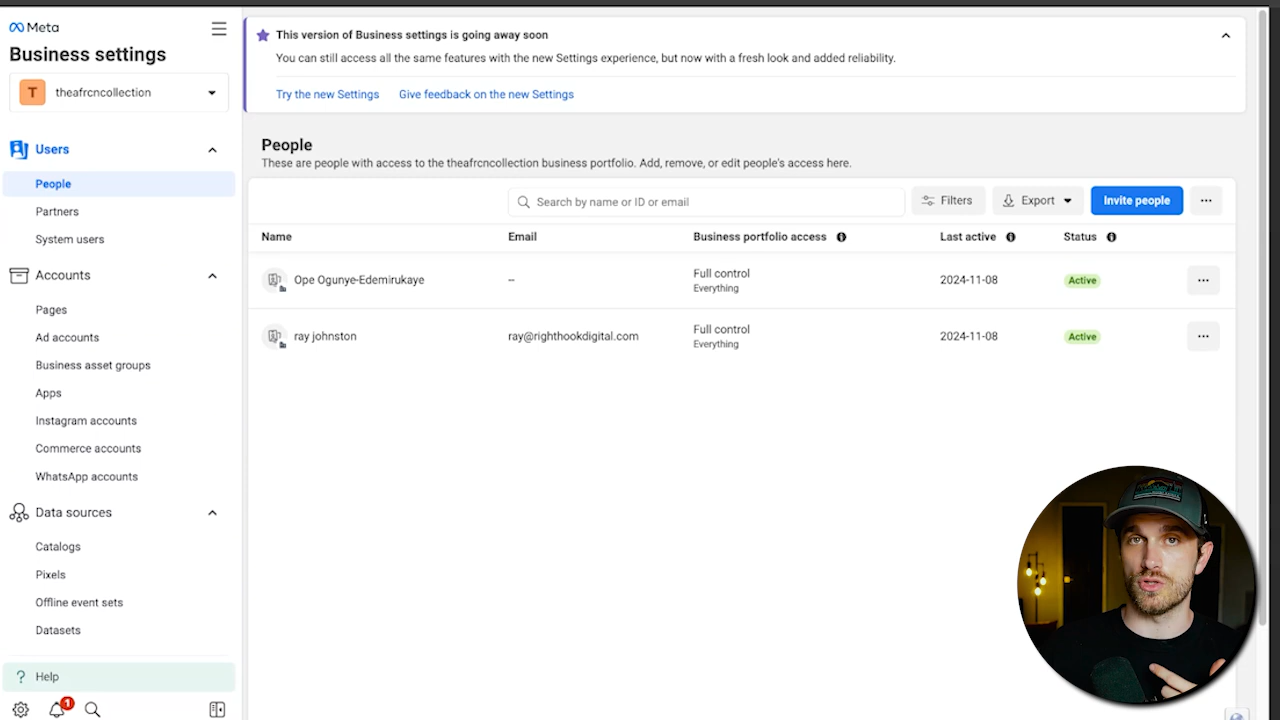 Meta
Business settings
T theafrcncollection
Users
People
Partners
System users
Accounts
Pages
Ad accounts
Business asset groups
Apps
Instagram accounts
Commerce accounts
WhatsApp accounts
Data sources
Catalogs
Pixels
Offline event sets
Datasets
? Help
1
This version of Business settings is going away soon
You can still access all the same features with the new Settings experience, but now with a fresh look and added reliability.
Try the new Settings Give feedback on the new Settings
People
These are people with access to the theafrcncollection business portfolio. Add, remove, or edit people's access here.
Search by name or ID or email Filters Export Invite people ...
Name Email Business portfolio access Last active Status
Ope Ogunye-Edemirukaye -- Full control 2024-11-08 Active ...
Everything
ray johnston ray@righthookdigital.com Full control 2024-11-08 Active ...
Everything